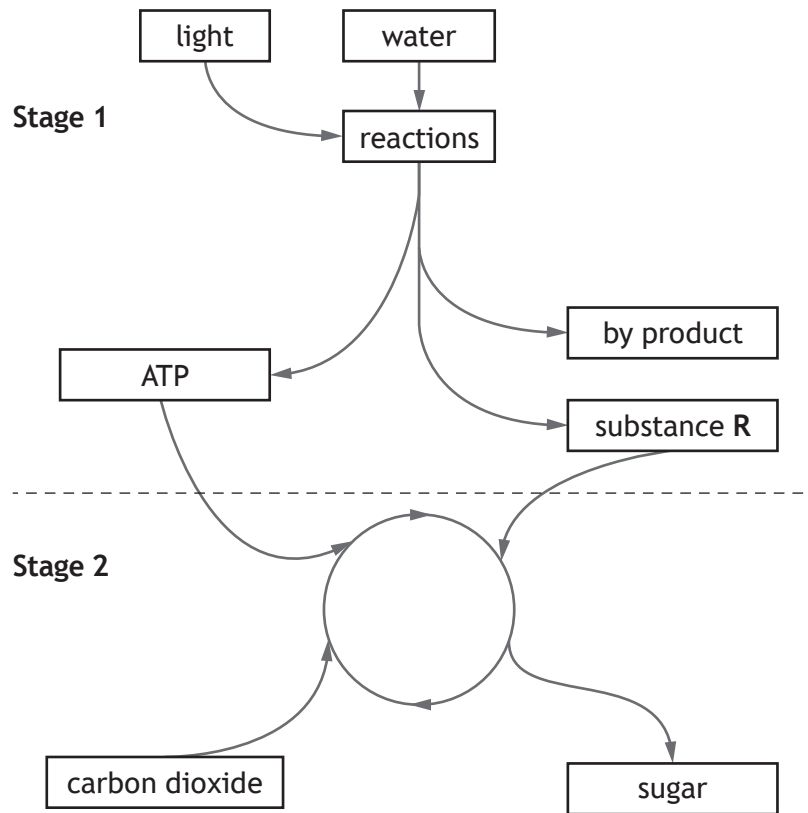 light
water
Stage 1
reactions
by product
ATP
substance R
Stage 2
carbon dioxide
sugar